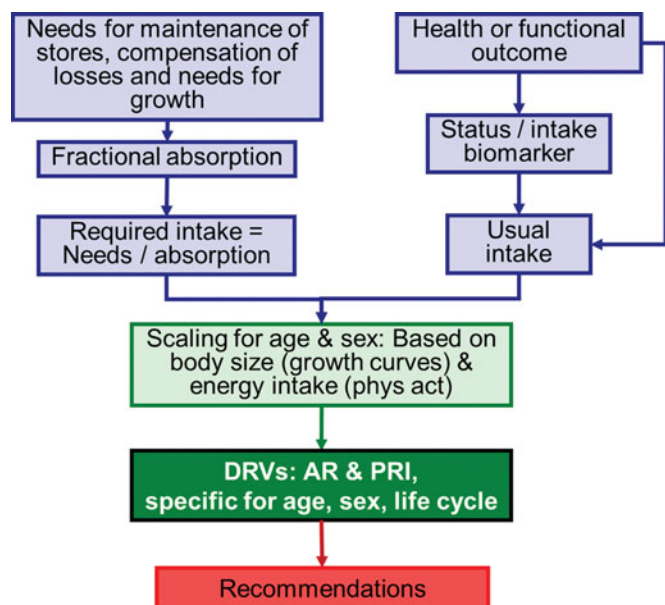 Needs for maintenance of
stores, compensation of
losses and needs for
growth
Fractional absorption
Required intake =
Needs / absorption
Health or functional
outcome
Status / intake
biomarker
Usual
intake
Scaling for age & sex: Based on
body size (growth curves) &
energy intake (phys act)
DRVs: AR & PRI,
specific for age, sex, life cycle
Recommendations